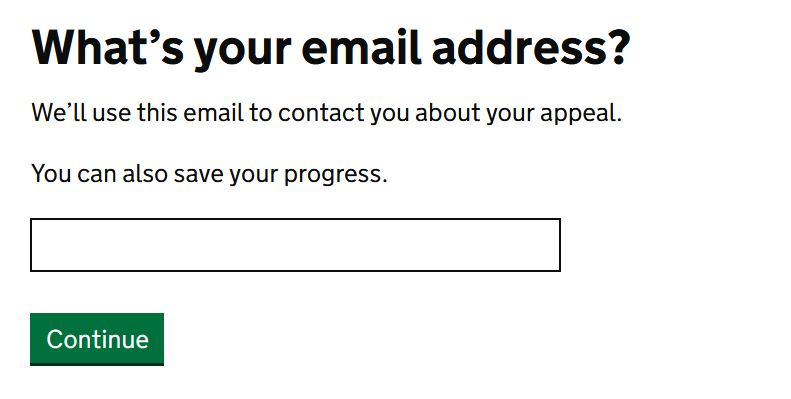 What’s your email address?
We’ll use this email to contact you about your appeal.
You can also save your progress.
Continue